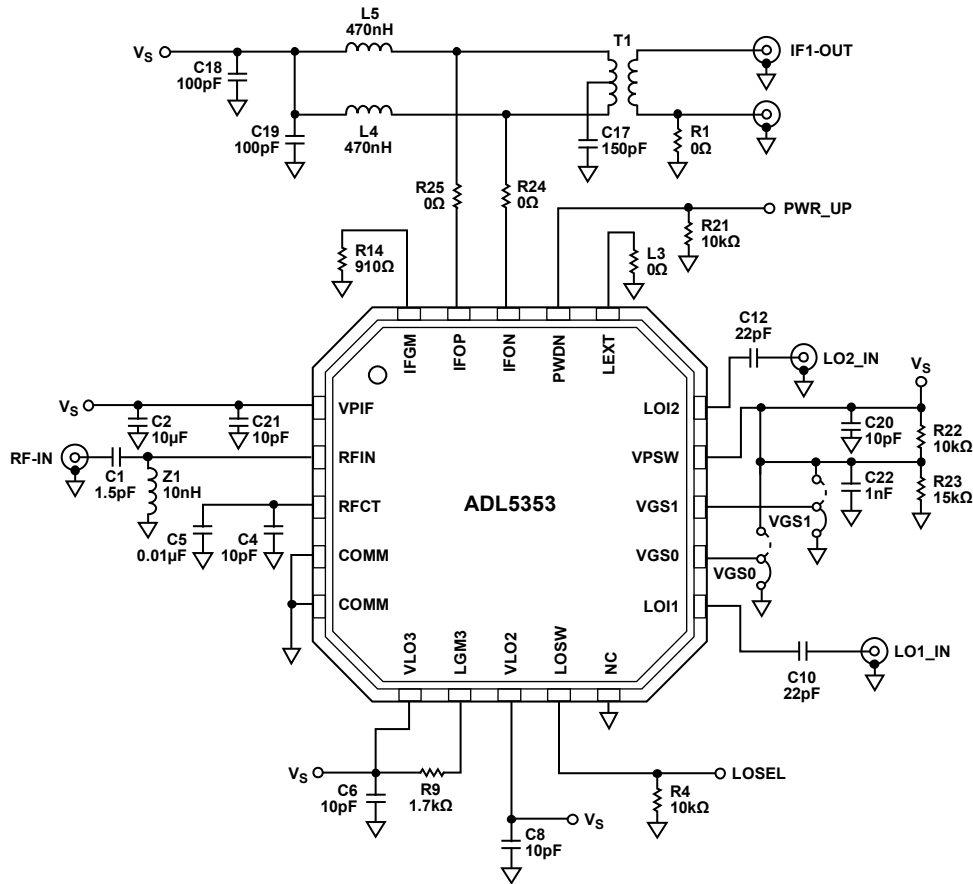 L5
470nH
VS
C18
100pF
C19
100pF
L4
470nH
T1
IF1-OUT
C17
150pF
R1
0Ω
R25
0Ω
R24
0Ω
PWR_UP
R21
10kΩ
R14
910Ω
L3
0Ω
C12
22pF
LO2_IN
IFGM
IFOP
IFON
PWDN
LEXT
VS
VS
C2
10µF
C21
10pF
VPIF
LOI2
C20
10pF
R22
10kΩ
RF-IN
C1
1.5pF
Z1
10nH
RFIN
VPSW
C22
1nF
R23
15kΩ
ADL5353
RFCT
VGS1
VGS1
C5
0.01µF
C4
10pF
COMM
VGS0
VGS0
COMM
LOI1
LO1_IN
C10
22pF
VLO3
LGM3
VLO2
LOSW
NC
VS
C6
10pF
R9
1.7kΩ
LOSEL
R4
10kΩ
VS
C8
10pF